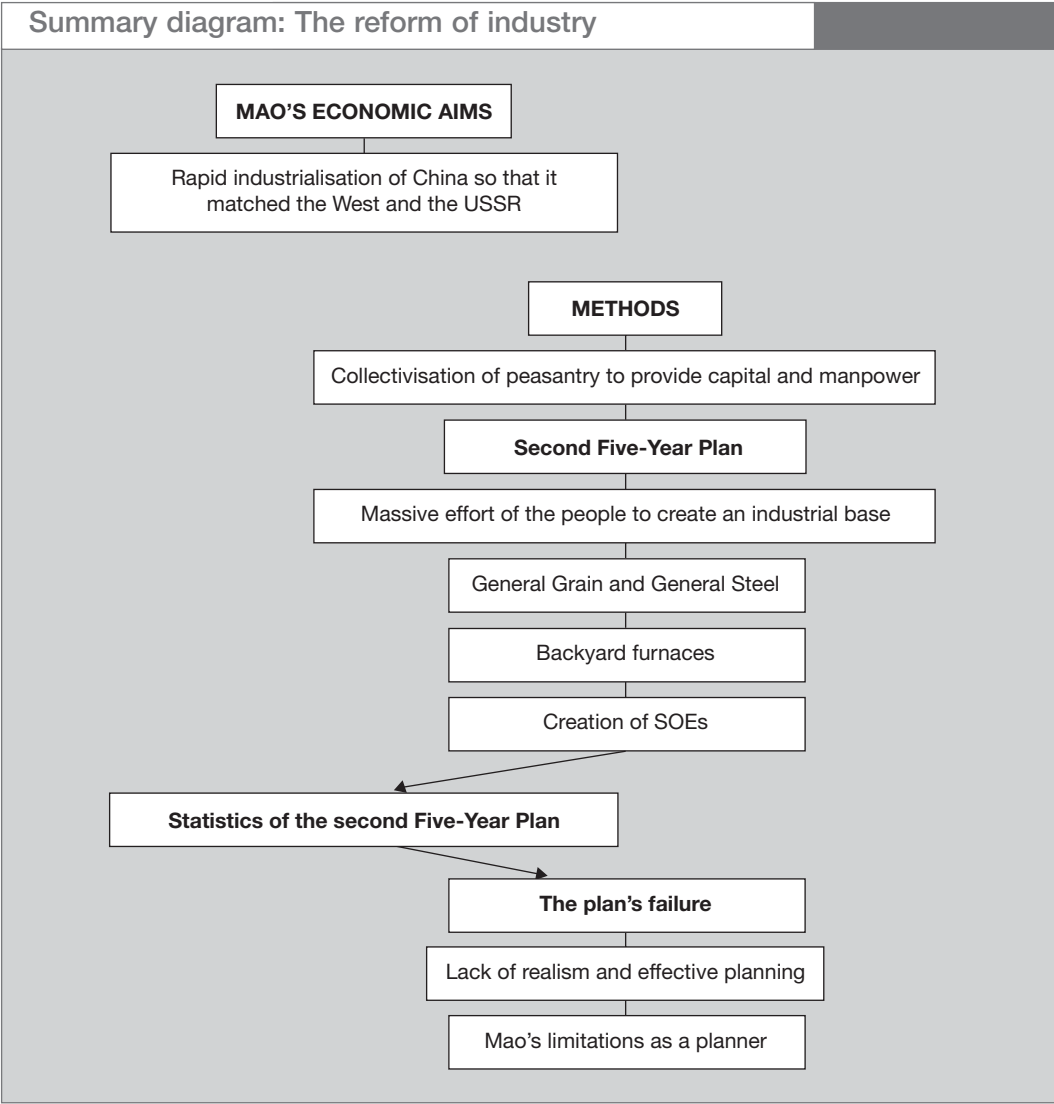 Summary diagram: The reform of industry
MAO’S ECONOMIC AIMS
Rapid industrialisation of China so that it
matched the West and the USSR
METHODS
Collectivisation of peasantry to provide capital and manpower
Second Five-Year Plan
Massive effort of the people to create an industrial base
General Grain and General Steel
Backyard furnaces
Creation of SOEs
Statistics of the second Five-Year Plan
The plan’s failure
Lack of realism and effective planning
Mao’s limitations as a planner